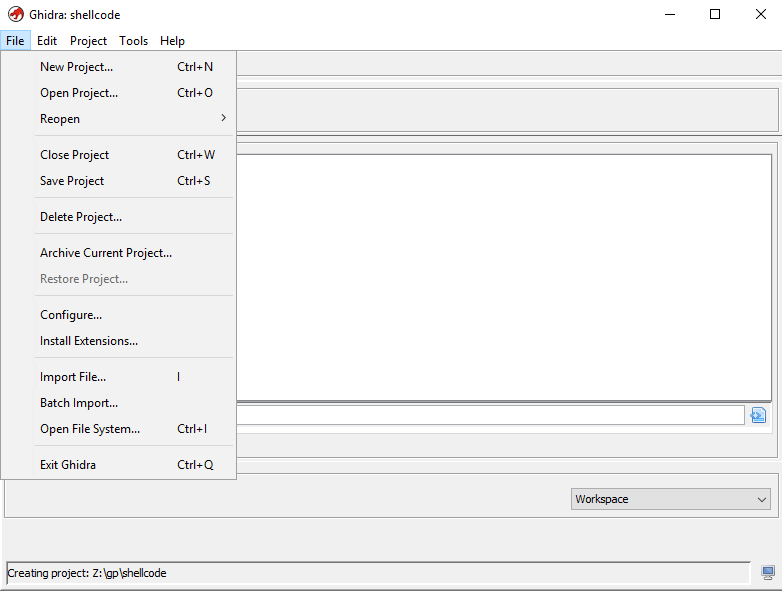 Ghidra: shellcode
File Edit Project Tools Help
New Project... Ctrl+N
Open Project... Ctrl+O
Reopen
Close Project Ctrl+W
Save Project Ctrl+S
Delete Project...
Archive Current Project...
Restore Project...
Configure...
Install Extensions...
Import File... I
Batch Import...
Open File System... Ctrl+I
Exit Ghidra Ctrl+Q
Workspace
Creating project: Z:\gp\shellcode